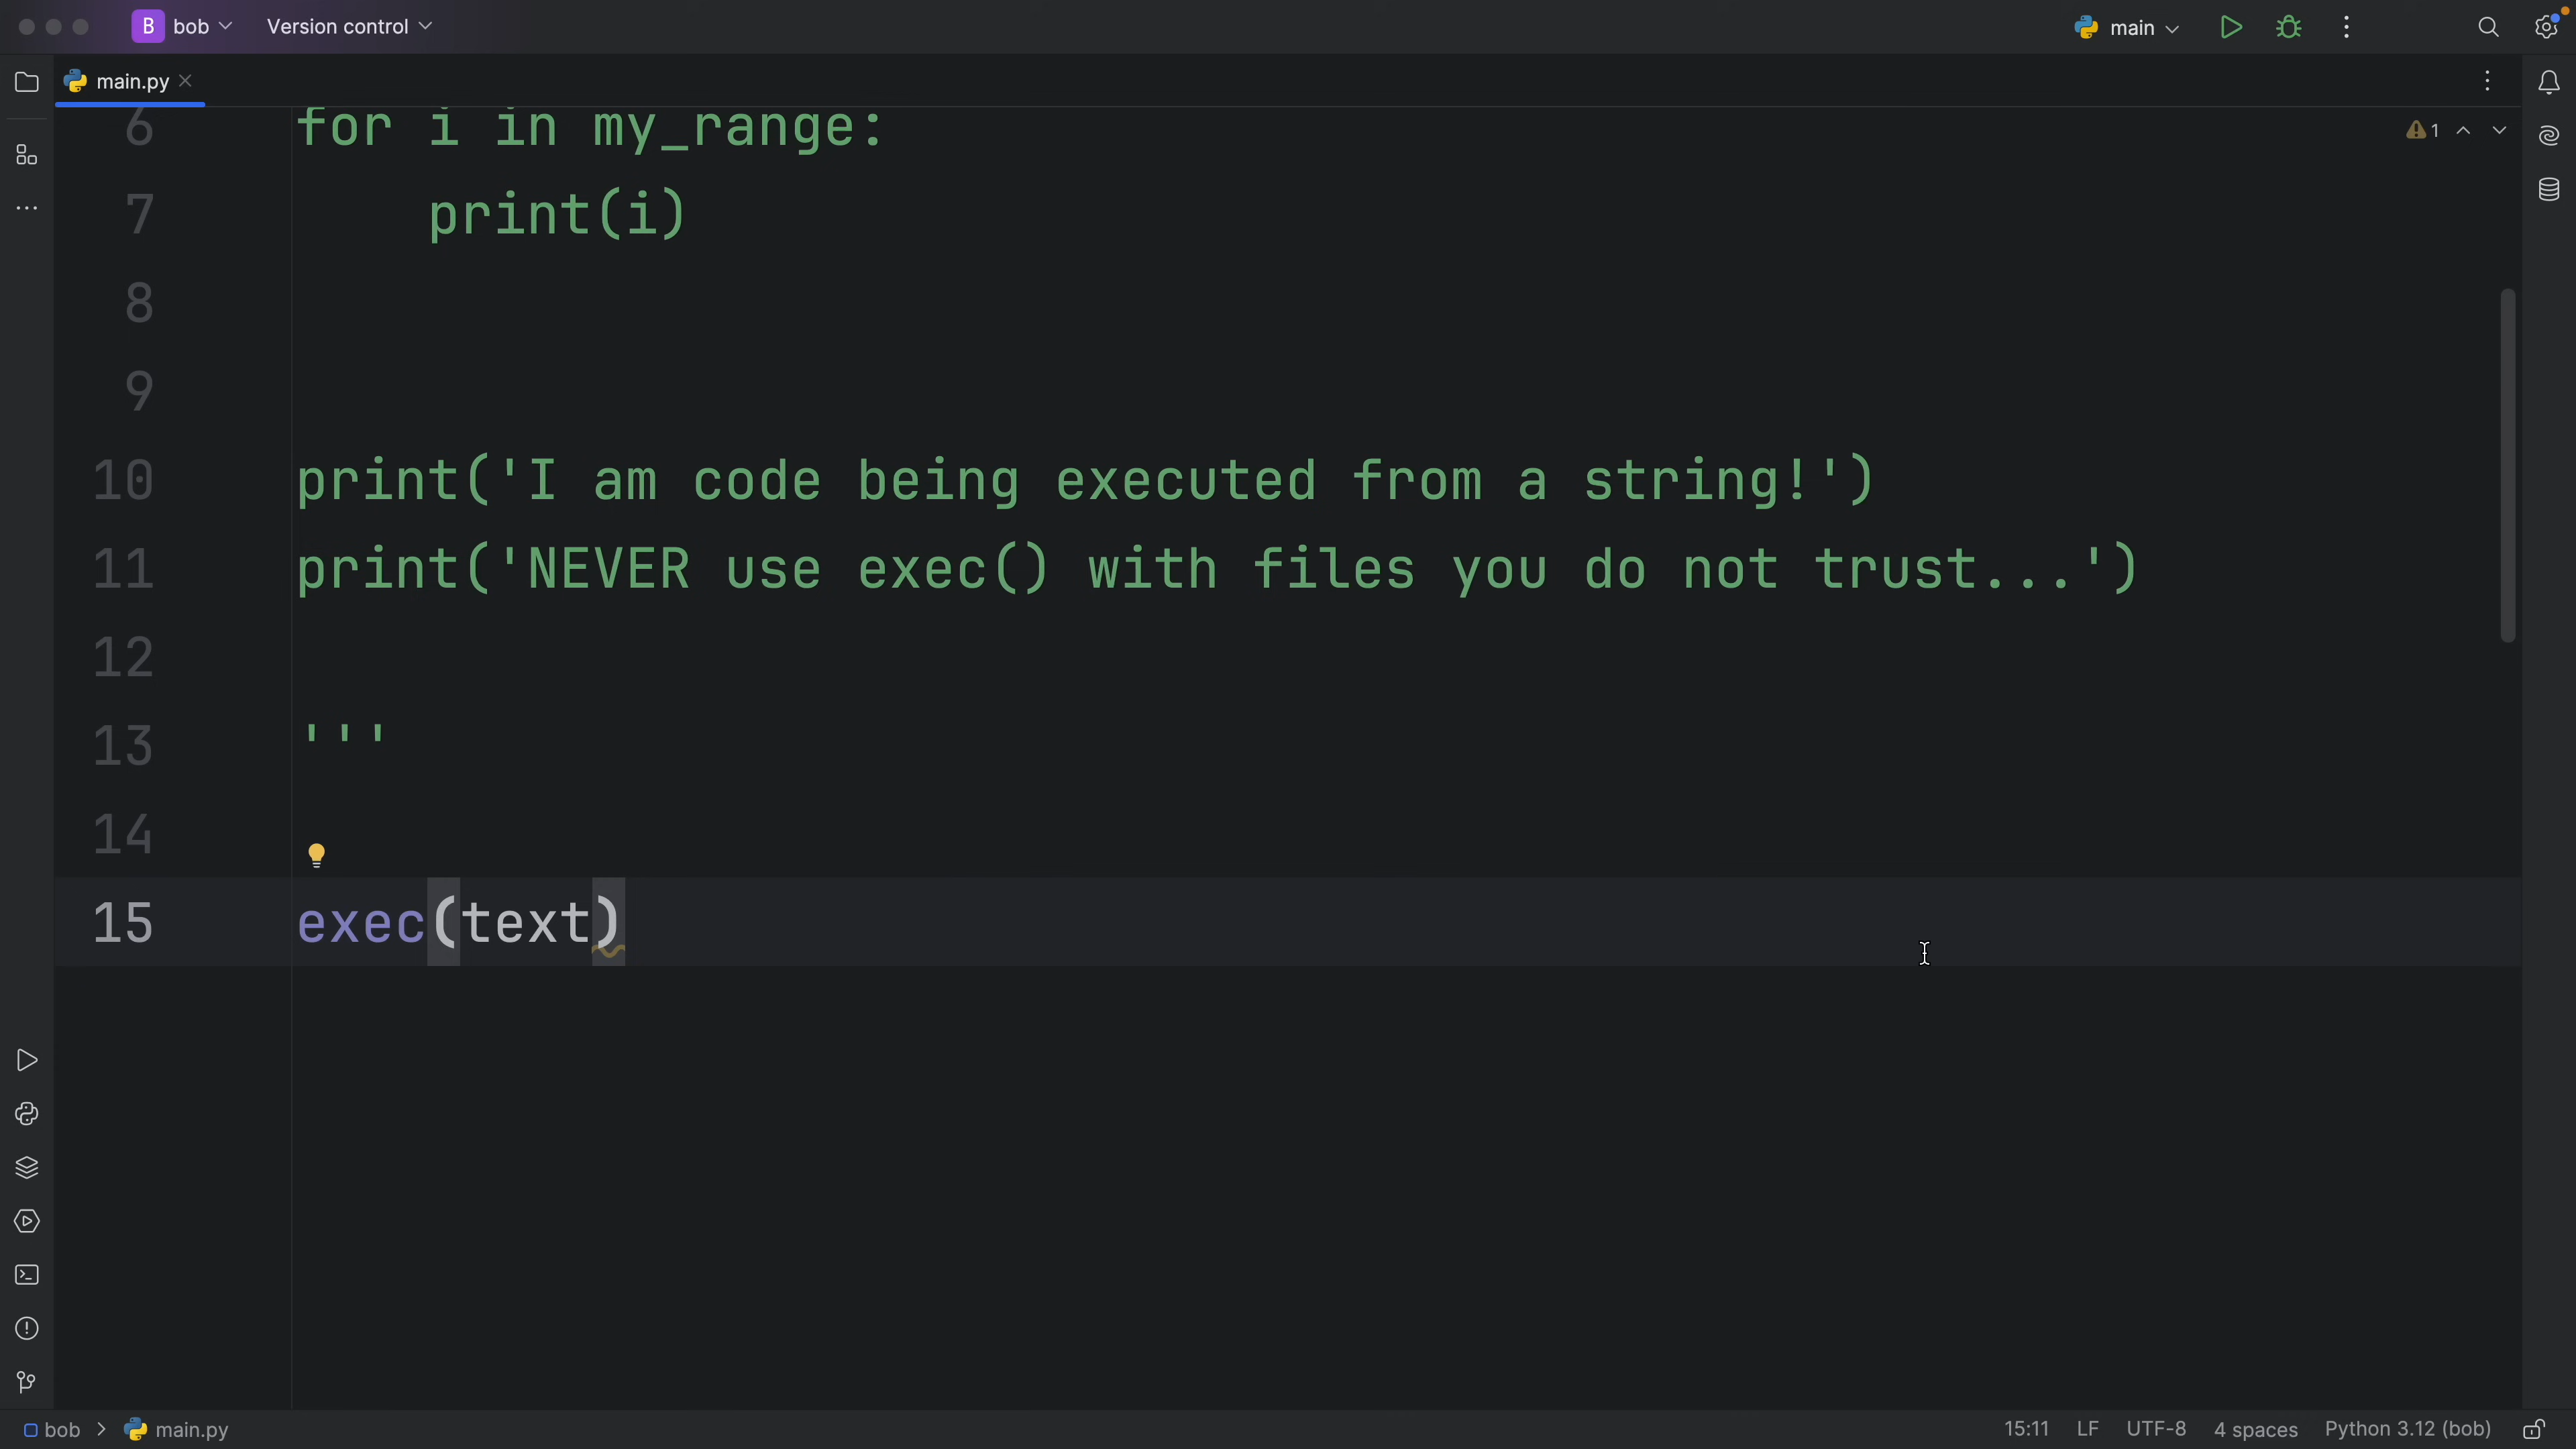 B bob Version control main
main.py
6 for i in my_range:
1
7     print(i)
8
9
10 print('I am code being executed from a string!')
11 print('NEVER use exec() with files you do not trust...')
12
13 '''
14
15 exec(text)
bob > main.py 15:11 LF UTF-8 4 spaces Python 3.12 (bob)